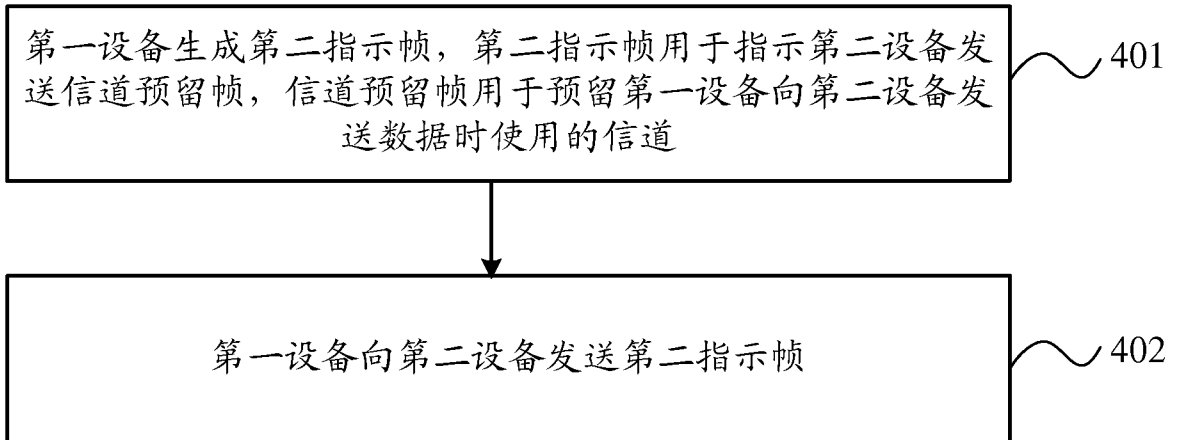 第一设备生成第二指示帧，第二指示帧用于指示第二设备发
送信道预留帧，信道预留帧用于预留第一设备向第二设备发
送数据时使用的信道
401
第一设备向第二设备发送第二指示帧
402